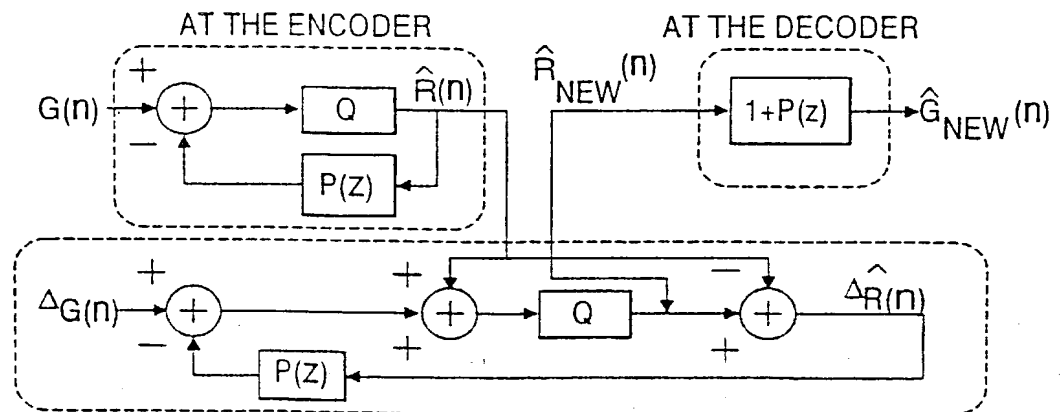 AT THE ENCODER
AT THE DECODER
+
G(n)
+
−
Q
R̂(n)
P(z)
R̂NEW(n)
1+P(z)
ĜNEW(n)
+
ΔG(n)
+
−
P(z)
+
+
+
Q
−
+
+
ΔR̂(n)